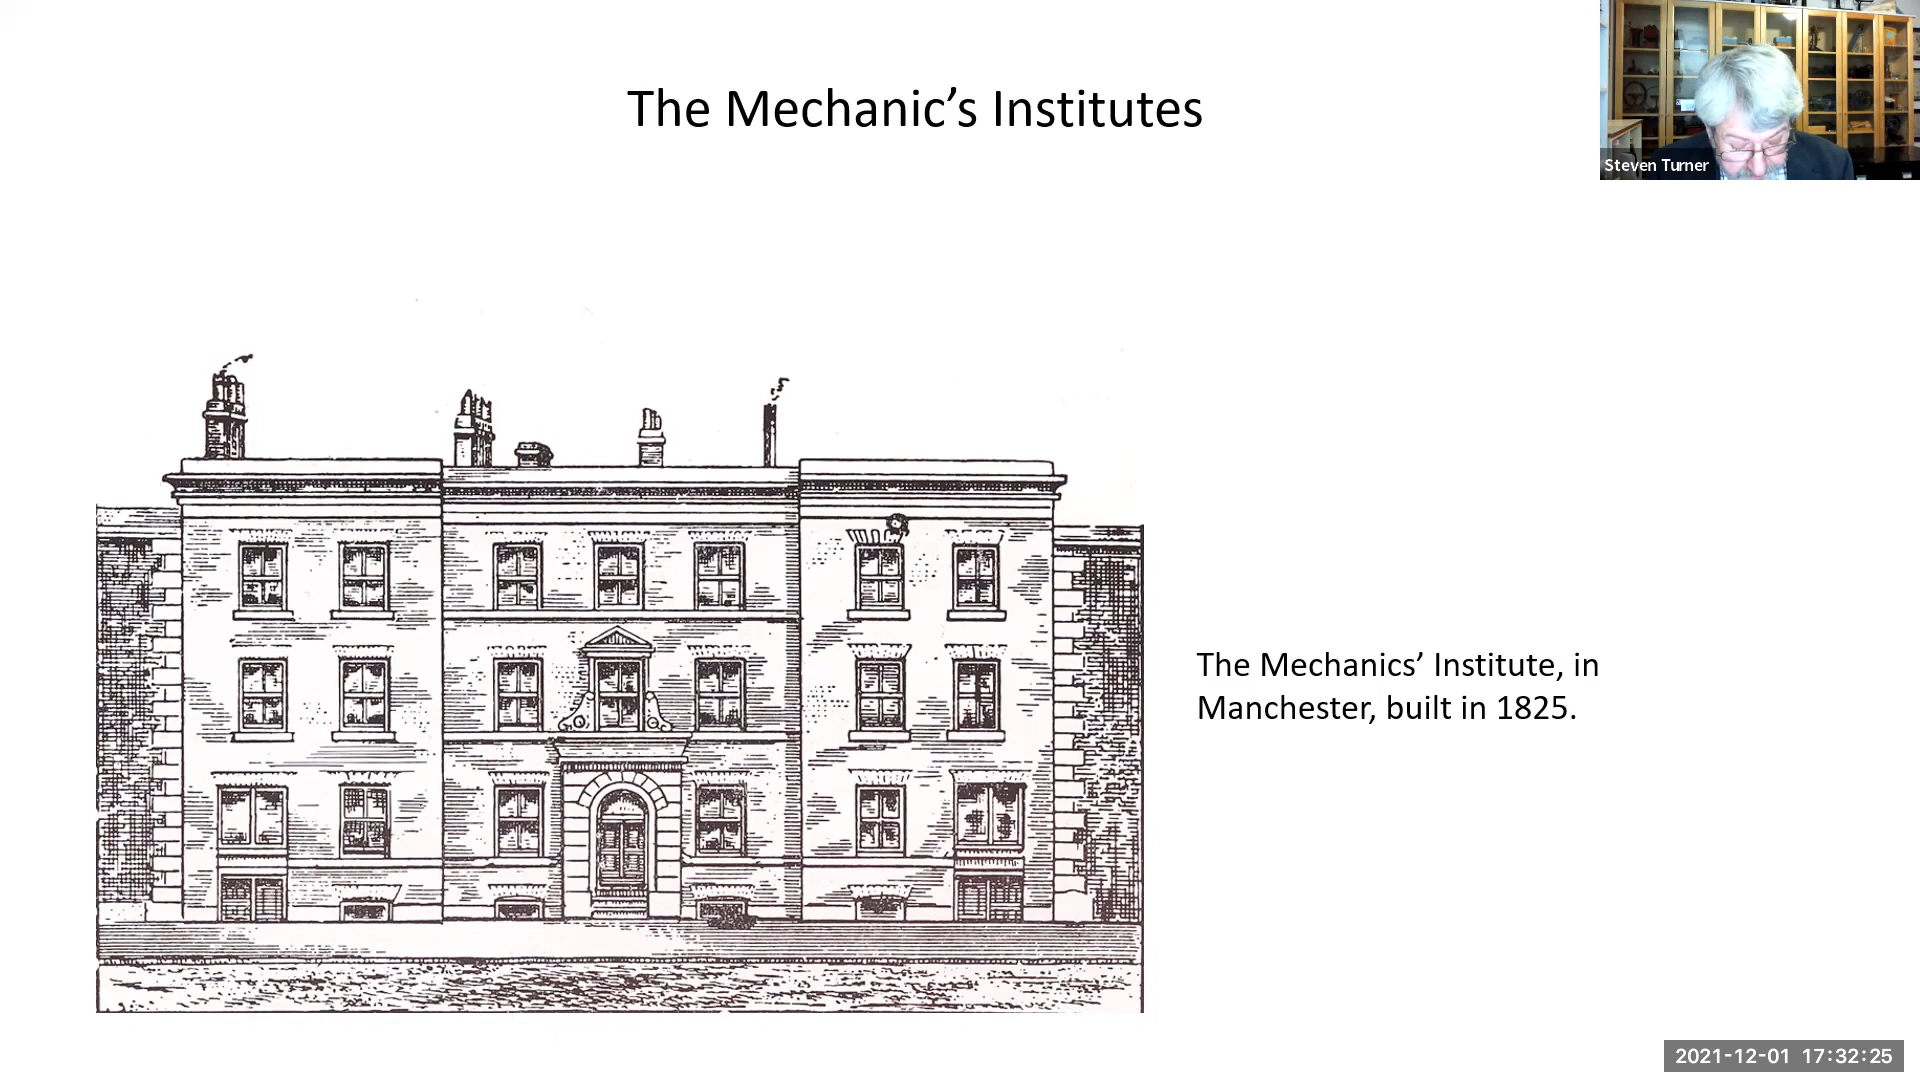 The Mechanic’s Institutes
Steven Turner
The Mechanics’ Institute, in
Manchester, built in 1825.
2021-12-01 17:32:25